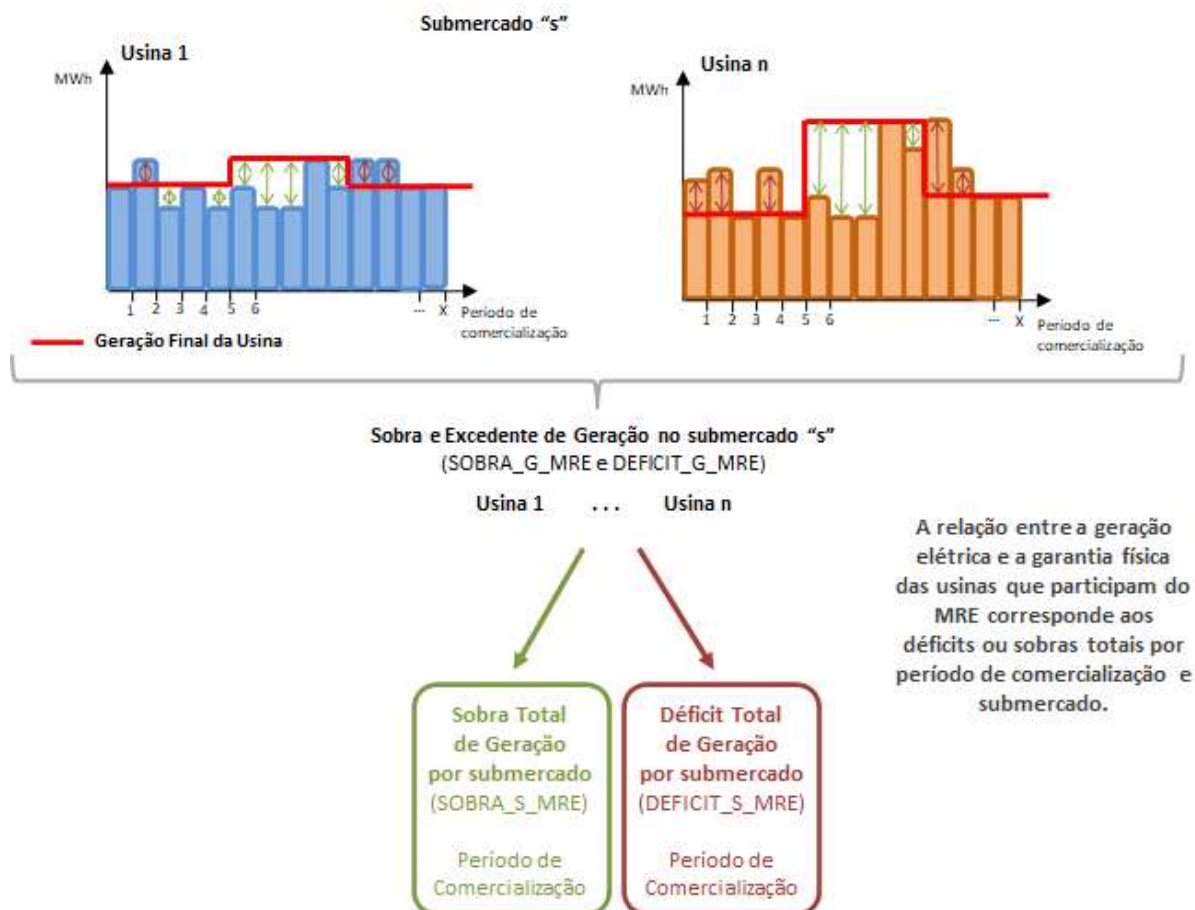 Submercado “s”
Usina 1
MWh
1 2 3 4 5 6 ... X
Período de
comercialização
Geração Final da Usina
Usina n
MWh
1 2 3 4 5 6 ... X
Período de
comercialização
Sobra e Excedente de Geração no submercado “s”
(SOBRA_G_MRE e DEFICIT_G_MRE)
Usina 1 ... Usina n
A relação entre a geração
elétrica e a garantia física
das usinas que participam do
MRE corresponde aos
déficits ou sobras totais por
período de comercialização e
submercado.
Sobra Total
de Geração
por submercado
(SOBRA_S_MRE)
Período de
Comercialização
Déficit Total
de Geração
por submercado
(DEFICIT_S_MRE)
Período de
Comercialização